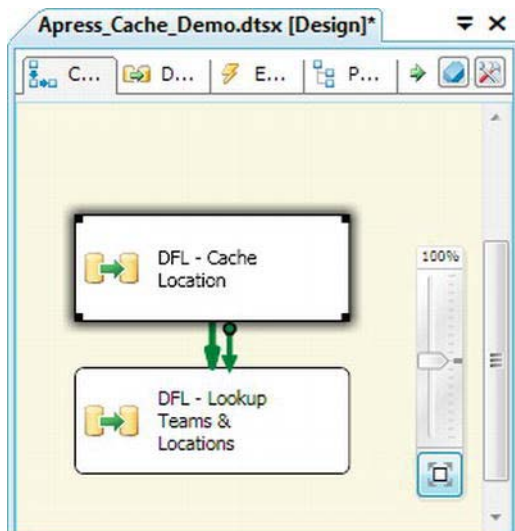 Apress_Cache_Demo.dtsx [Design]*
C... D... E... P...
DFL - Cache
Location
100%
DFL - Lookup
Teams &
Locations